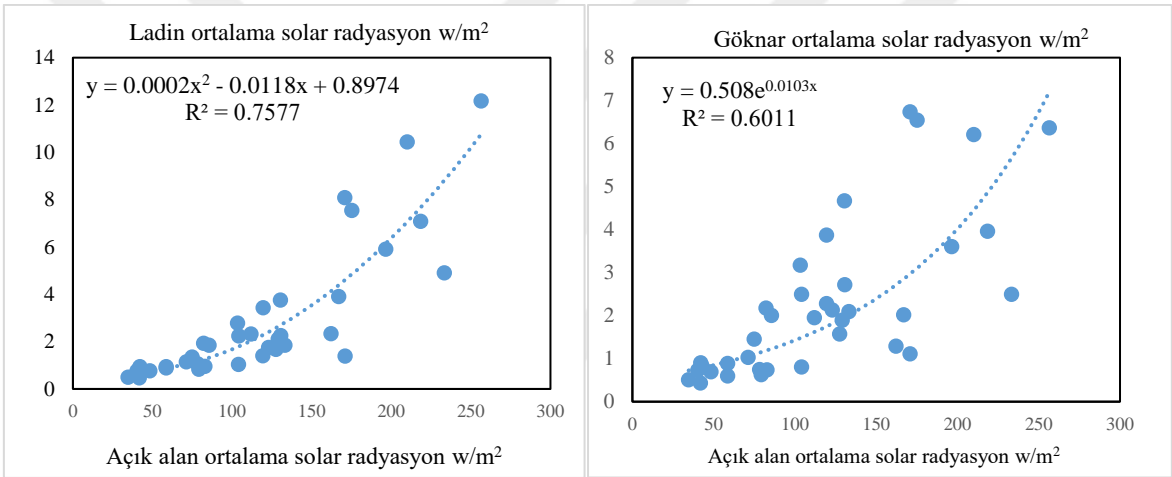 Ladin ortalama solar radyasyon w/m²
y = 0.0002x² - 0.0118x + 0.8974
R² = 0.7577
14
12
10
8
6
4
2
0
0 50 100 150 200 250 300
Açık alan ortalama solar radyasyon w/m²
Göknar ortalama solar radyasyon w/m²
y = 0.508e⁰·⁰¹⁰³ˣ
R² = 0.6011
8
7
6
5
4
3
2
1
0
0 50 100 150 200 250 300
Açık alan ortalama solar radyasyon w/m²